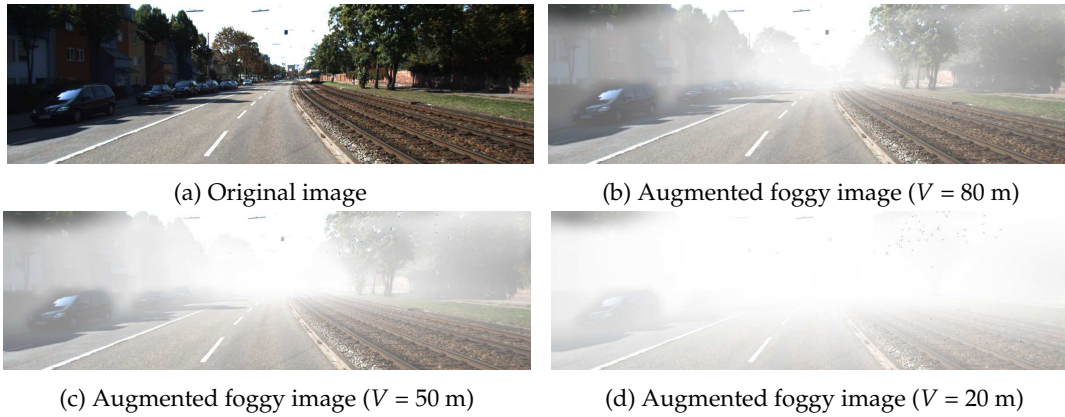 (a) Original image
(b) Augmented foggy image (V = 80 m)
(c) Augmented foggy image (V = 50 m)
(d) Augmented foggy image (V = 20 m)